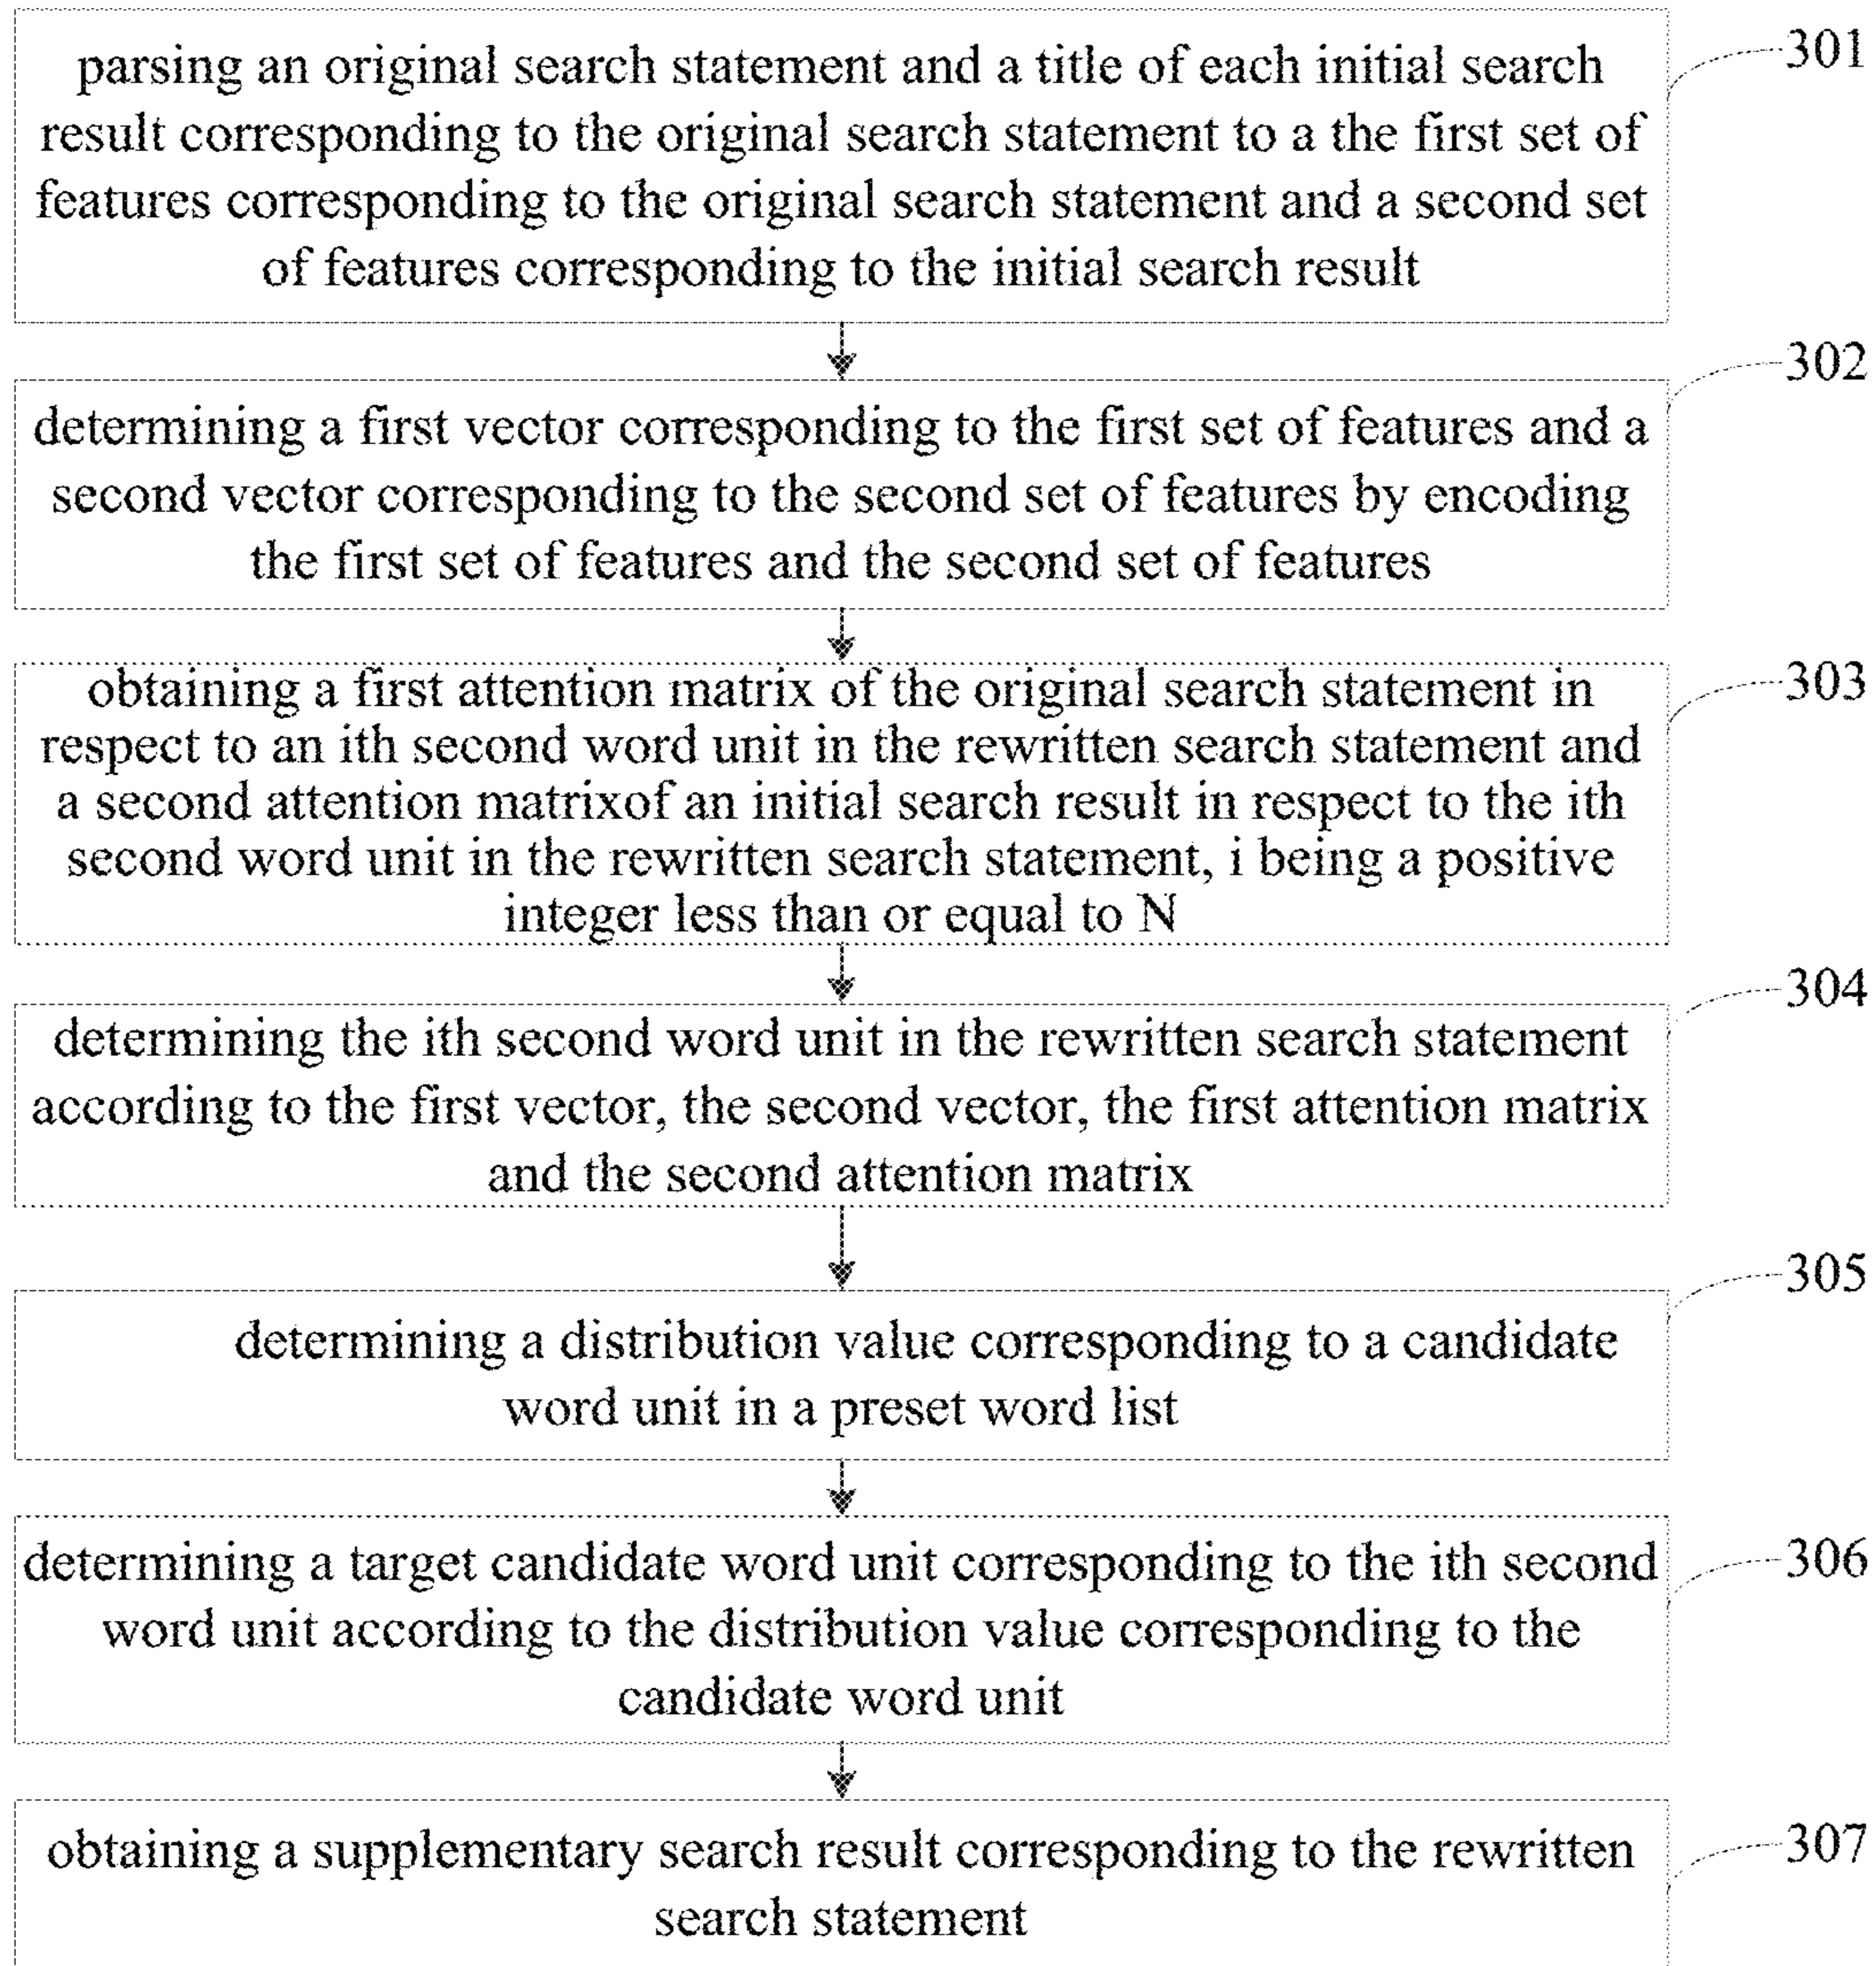 parsing an original search statement and a title of each initial search
result corresponding to the original search statement to a the first set of
features corresponding to the original search statement and a second set
of features corresponding to the initial search result
301
determining a first vector corresponding to the first set of features and a
second vector corresponding to the second set of features by encoding
the first set of features and the second set of features
302
obtaining a first attention matrix of the original search statement in
respect to an ith second word unit in the rewritten search statement and
a second attention matrixof an initial search result in respect to the ith
second word unit in the rewritten search statement, i being a positive
integer less than or equal to N
303
determining the ith second word unit in the rewritten search statement
according to the first vector, the second vector, the first attention matrix
and the second attention matrix
304
determining a distribution value corresponding to a candidate
word unit in a preset word list
305
determining a target candidate word unit corresponding to the ith second
word unit according to the distribution value corresponding to the
candidate word unit
306
obtaining a supplementary search result corresponding to the rewritten
search statement
307